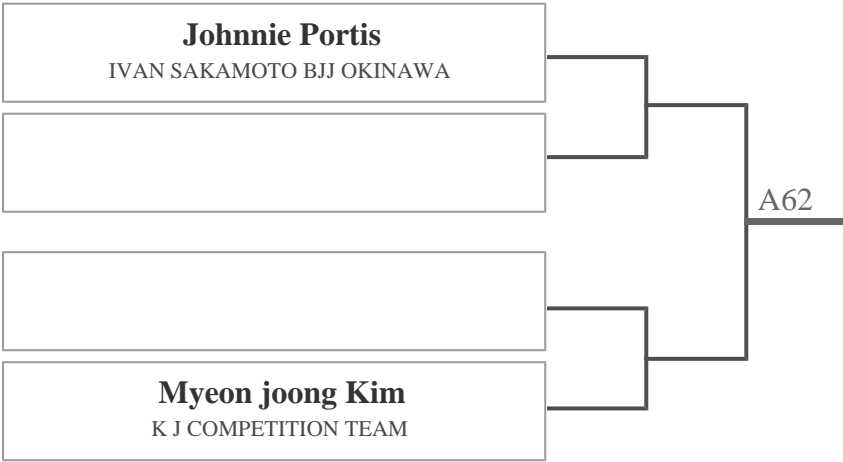 Johnnie Portis
IVAN SAKAMOTO BJJ OKINAWA
A62
Myeon joong Kim
K J COMPETITION TEAM